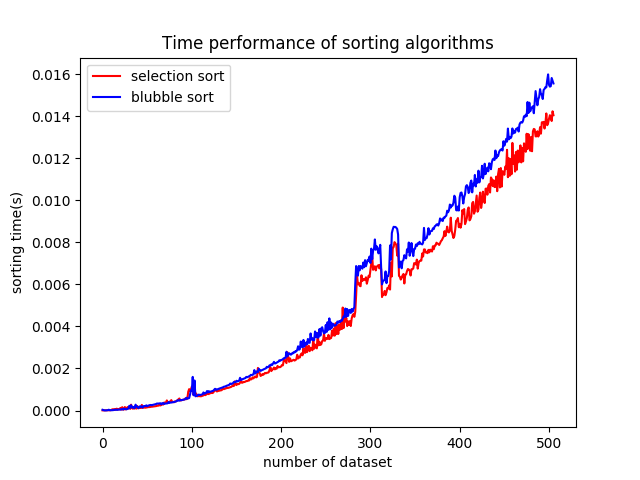 Time performance of sorting algorithms
selection sort
blubble sort
0.016
0.014
0.012
0.010
0.008
0.006
0.004
0.002
0.000
sorting time(s)
0 100 200 300 400 500
number of dataset